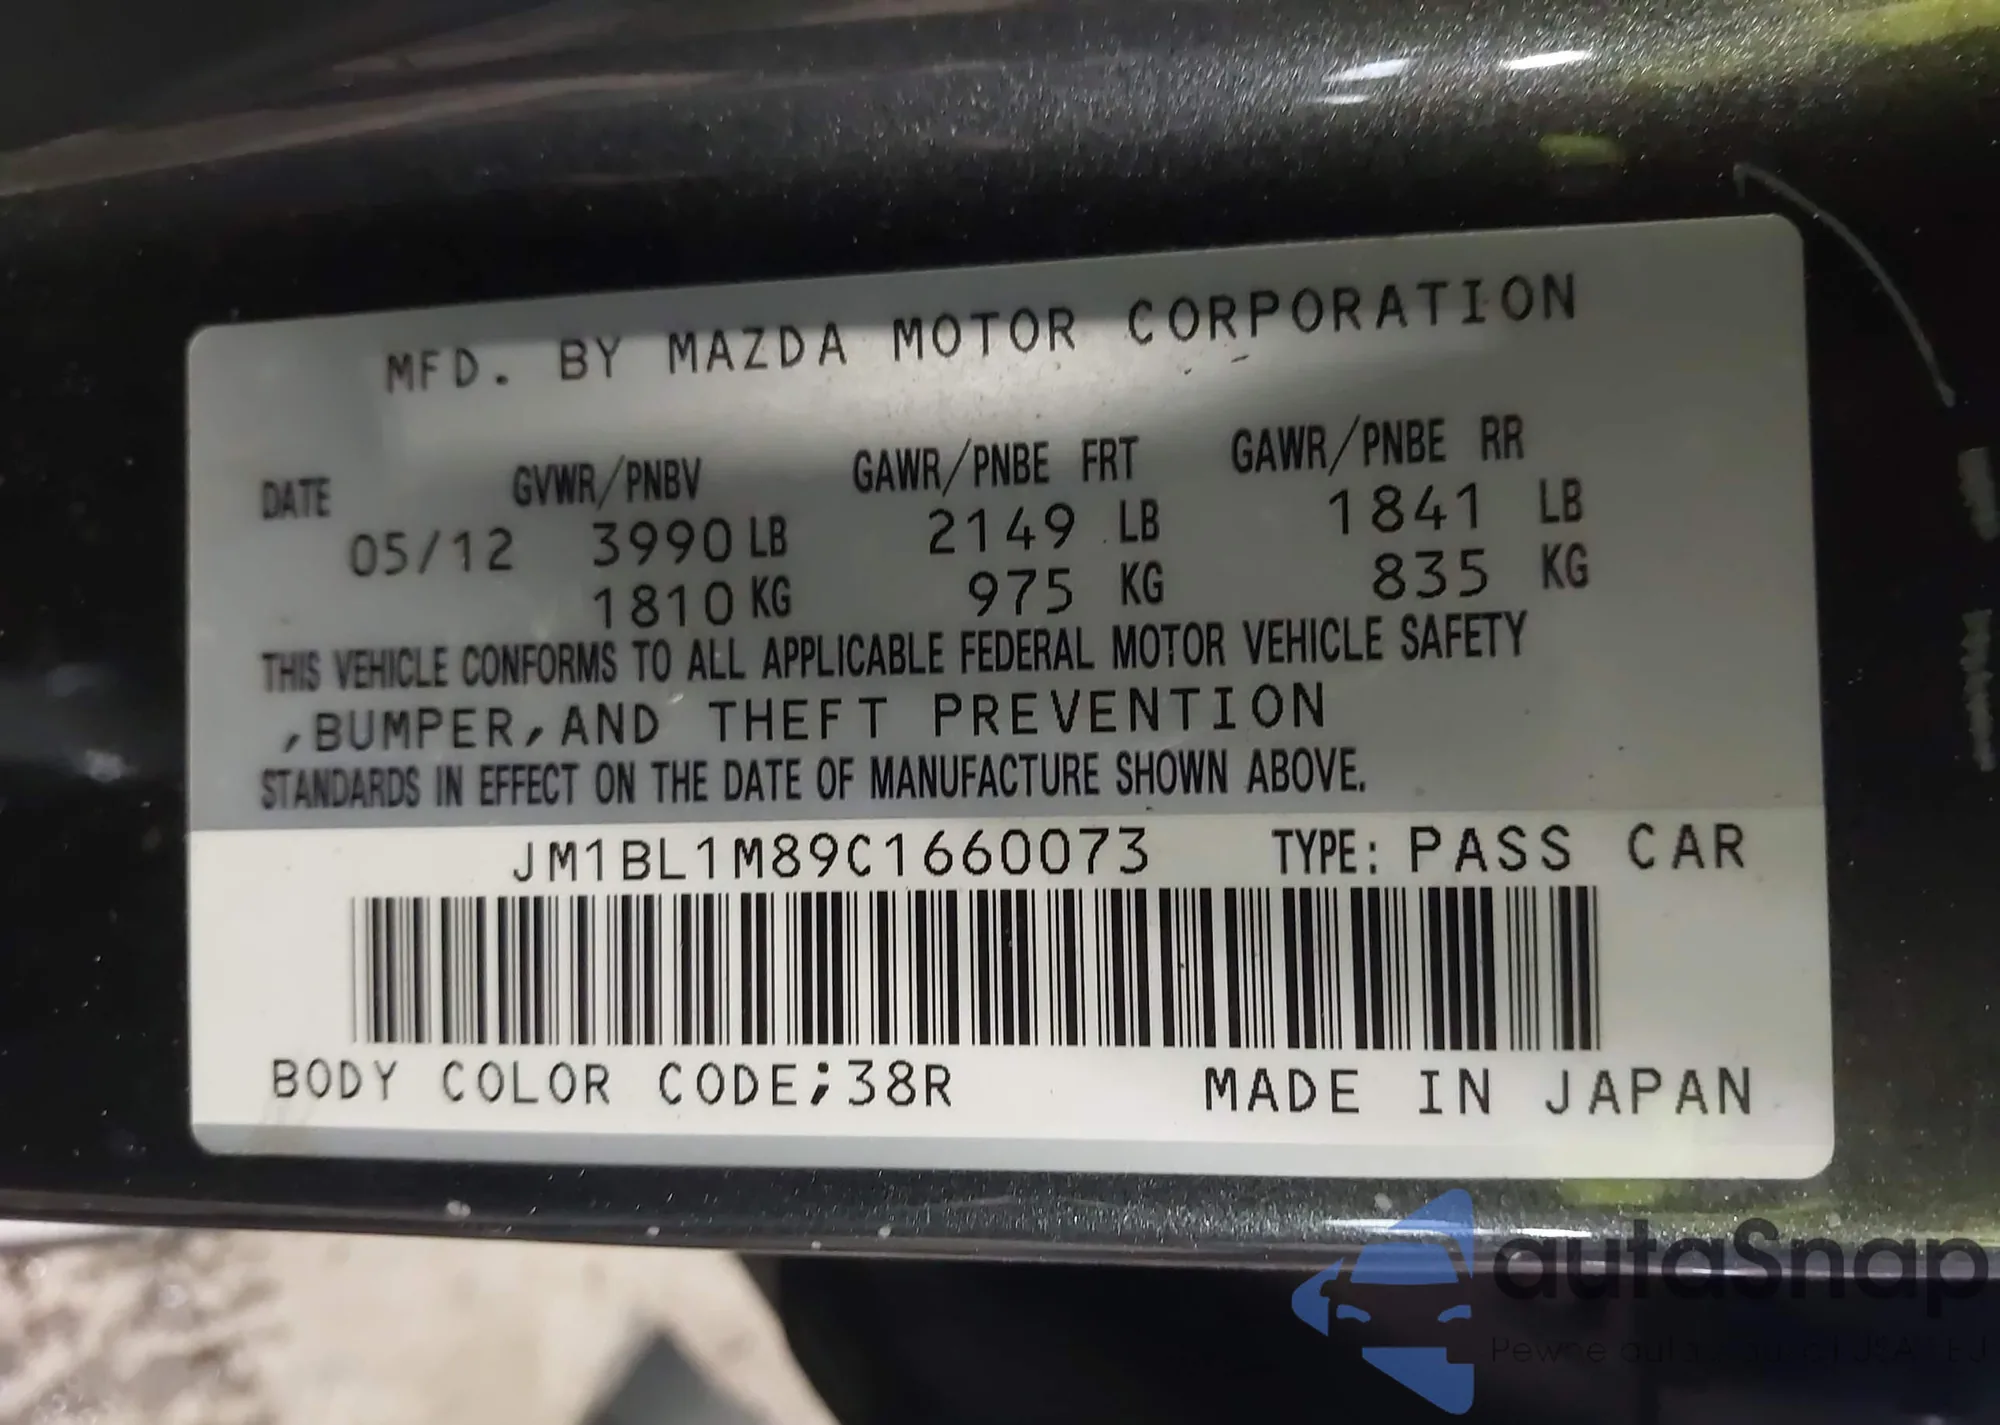 MFD. BY MAZDA MOTOR CORPORATION
DATE GVWR/PNBV GAWR/PNBE FRT GAWR/PNBE RR
05/12 3990 LB 2149 LB 1841 LB
1810 KG 975 KG 835 KG
THIS VEHICLE CONFORMS TO ALL APPLICABLE FEDERAL MOTOR VEHICLE SAFETY
,BUMPER,AND THEFT PREVENTION
STANDARDS IN EFFECT ON THE DATE OF MANUFACTURE SHOWN ABOVE.
JM1BL1M89C1660073 TYPE: PASS CAR
BODY COLOR CODE;38R MADE IN JAPAN
autaSnap